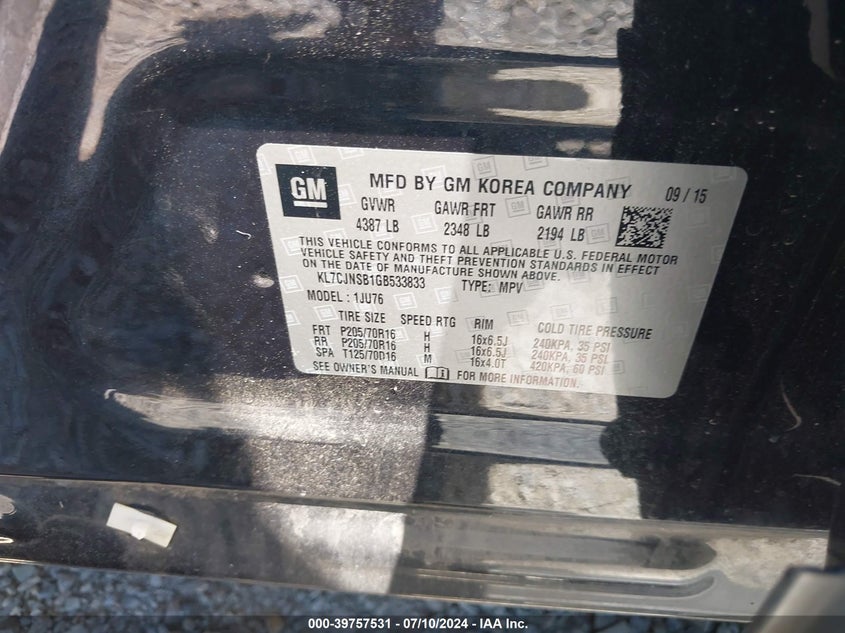 GM
MFD BY GM KOREA COMPANY 09 / 15
GVWR GAWR FRT GAWR RR
4387 LB 2348 LB 2194 LB
THIS VEHICLE CONFORMS TO ALL APPLICABLE U.S. FEDERAL MOTOR
VEHICLE SAFETY AND THEFT PREVENTION STANDARDS IN EFFECT
ON THE DATE OF MANUFACTURE SHOWN ABOVE.
KL7CJNSB1GB533833 TYPE: MPV
MODEL : 1JU76
TIRE SIZE SPEED RTG RIM COLD TIRE PRESSURE
FRT P205/70R16 H 16x6.5J 240KPA, 35 PSI
RR P205/70R16 H 16x6.5J 240KPA, 35 PSI
SPA T125/70D16 M 16x4.0T 420KPA, 60 PSI
SEE OWNER'S MANUAL FOR MORE INFORMATION.
000-39757531 - 07/10/2024 - IAA Inc.